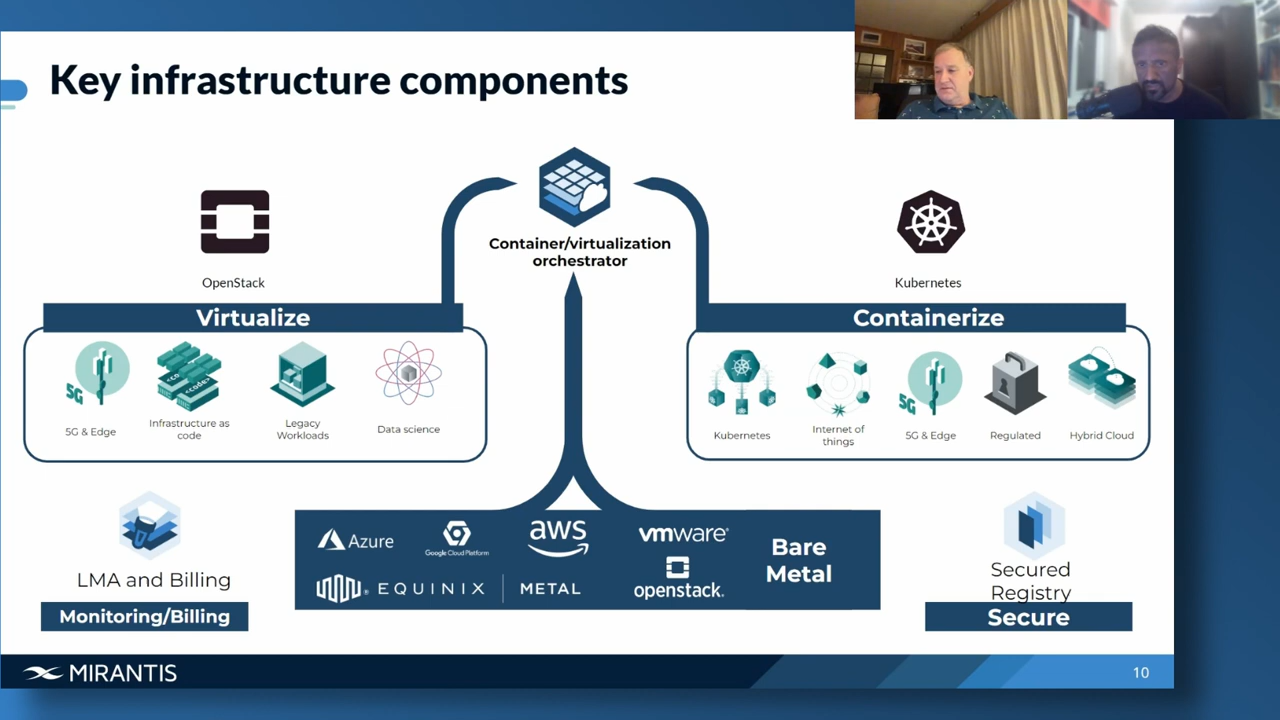 Key infrastructure components
Container/virtualization
orchestrator
OpenStack
Kubernetes
Virtualize
5G
5G & Edge
<code>
<code>
Infrastructure as
code
Legacy
Workloads
Data science
Containerize
Kubernetes
Internet of
things
5G
5G & Edge
Regulated
Hybrid Cloud
LMA and Billing
Monitoring/Billing
Azure
Google Cloud Platform
aws
vmware®
EQUINIX | METAL
openstack.
Bare
Metal
Secured
Registry
Secure
MIRANTIS
10